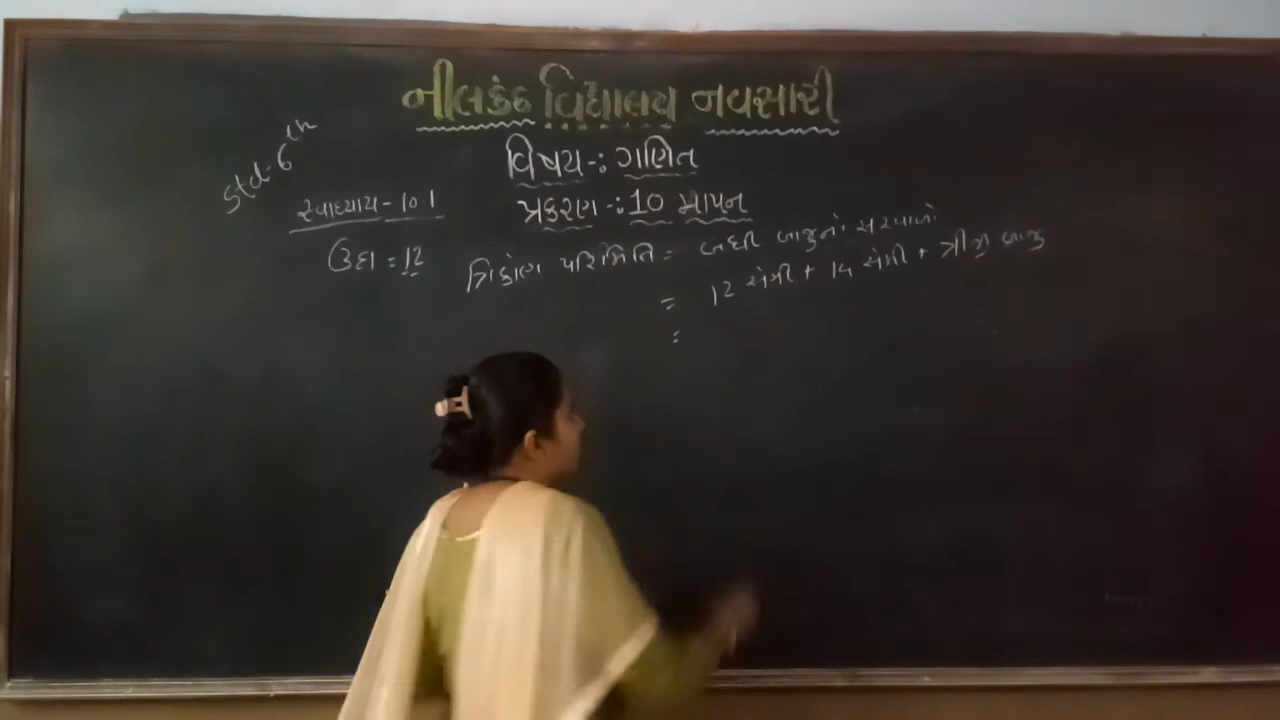 નીલકંઠ વિદ્યાલય નવસારી
Std:6th
વિષય-: ગણિત
પ્રકરણ-: 10 માપન
સ્વાધ્યાય-10.1
ઉદા:12
ત્રિકોણ પરિમિતિ = બધી બાજુનો સરવાળો
= 12 સેમી + 14 સેમી + ત્રીજી બાજુ
=